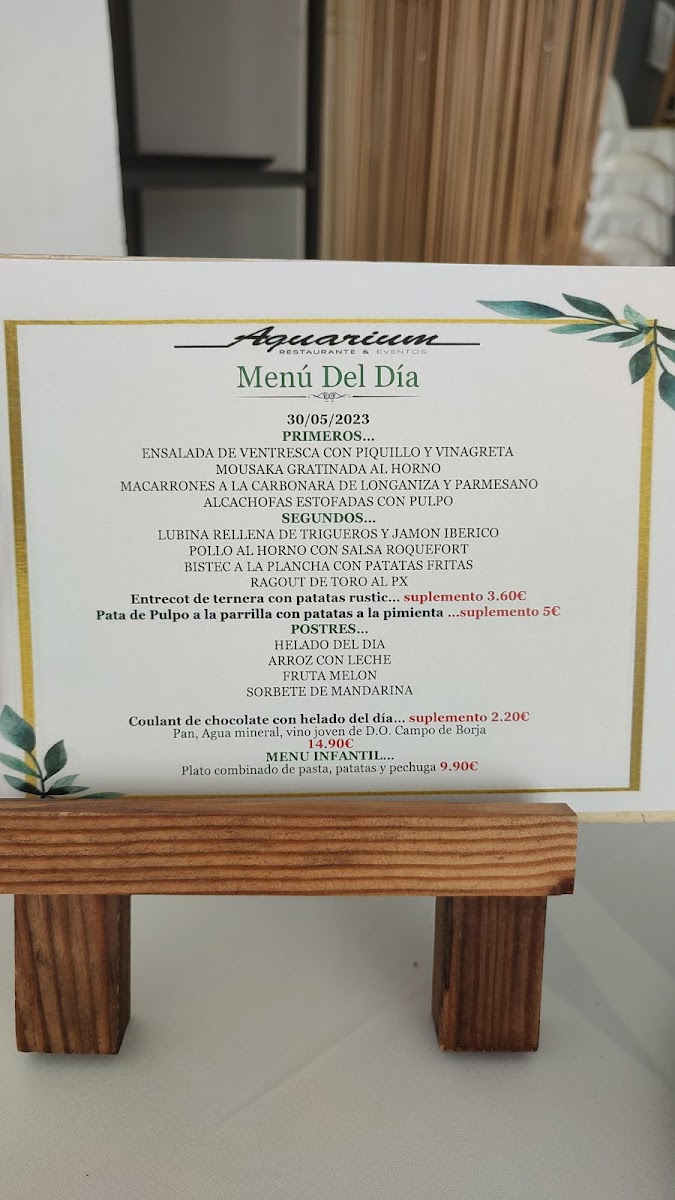 Aquarium
RESTAURANTE & EVENTOS
Menú Del Día
30/05/2023
PRIMEROS...
ENSALADA DE VENTRESCA CON PIQUILLO Y VINAGRETA
MOUSAKA GRATINADA AL HORNO
MACARRONES A LA CARBONARA DE LONGANIZA Y PARMESANO
ALCACHOFAS ESTOFADAS CON PULPO
SEGUNDOS...
LUBINA RELLENA DE TRIGUEROS Y JAMON IBERICO
POLLO AL HORNO CON SALSA ROQUEFORT
BISTEC A LA PLANCHA CON PATATAS FRITAS
RAGOUT DE TORO AL PX
Entrecot de ternera con patatas rustic... suplemento 3.60€
Pata de Pulpo a la parrilla con patatas a la pimienta ...suplemento 5€
POSTRES...
HELADO DEL DIA
ARROZ CON LECHE
FRUTA MELON
SORBETE DE MANDARINA
Coulant de chocolate con helado del día... suplemento 2.20€
Pan, Agua mineral, vino joven de D.O. Campo de Borja
14.90€
MENU INFANTIL...
Plato combinado de pasta, patatas y pechuga 9.90€